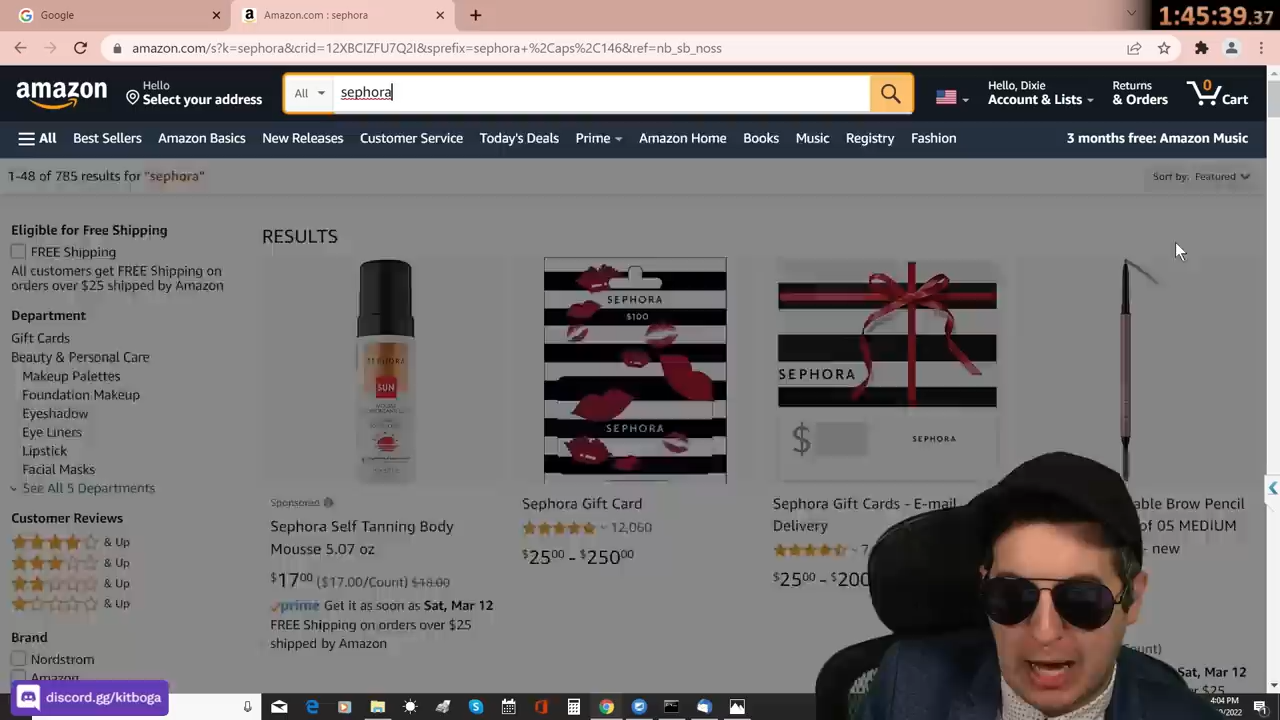 Google
Amazon.com : sephora
1:45:39.37
amazon.com/s?k=sephora&crid=12XBCIZFU7Q2I&sprefix=sephora+%2Caps%2C146&ref=nb_sb_noss
amazon
Hello
Select your address
All
sephora
Hello, Dixie
Account & Lists
Returns
& Orders
0
Cart
All
Best Sellers
Amazon Basics
New Releases
Customer Service
Today's Deals
Prime
Amazon Home
Books
Music
Registry
Fashion
3 months free: Amazon Music
1-48 of 785 results for "sephora"
Sort by: Featured
Eligible for Free Shipping
FREE Shipping
All customers get FREE Shipping on
orders over $25 shipped by Amazon
Department
Gift Cards
Beauty & Personal Care
Makeup Palettes
Foundation Makeup
Eyeshadow
Eye Liners
Lipstick
Facial Masks
See All 5 Departments
Customer Reviews
& Up
& Up
& Up
& Up
Brand
Nordstrom
Amazon
RESULTS
SEPHORA
SUN
Sponsored
Sephora Self Tanning Body
Mousse 5.07 oz
$17.00 ($17.00/Count) $18.00
prime Get it as soon as Sat, Mar 12
FREE Shipping on orders over $25
shipped by Amazon
SEPHORA
$100
SEPHORA
Sephora Gift Card
12,060
$25.00 - $250.00
SEPHORA
$
SEPHORA
Sephora Gift Cards - E-mail
Delivery
$25.00 - $200
Brow Pencil
of 05 MEDIUM
- new
Sat, Mar 12
$25
discord.gg/kitboga
4:04 PM